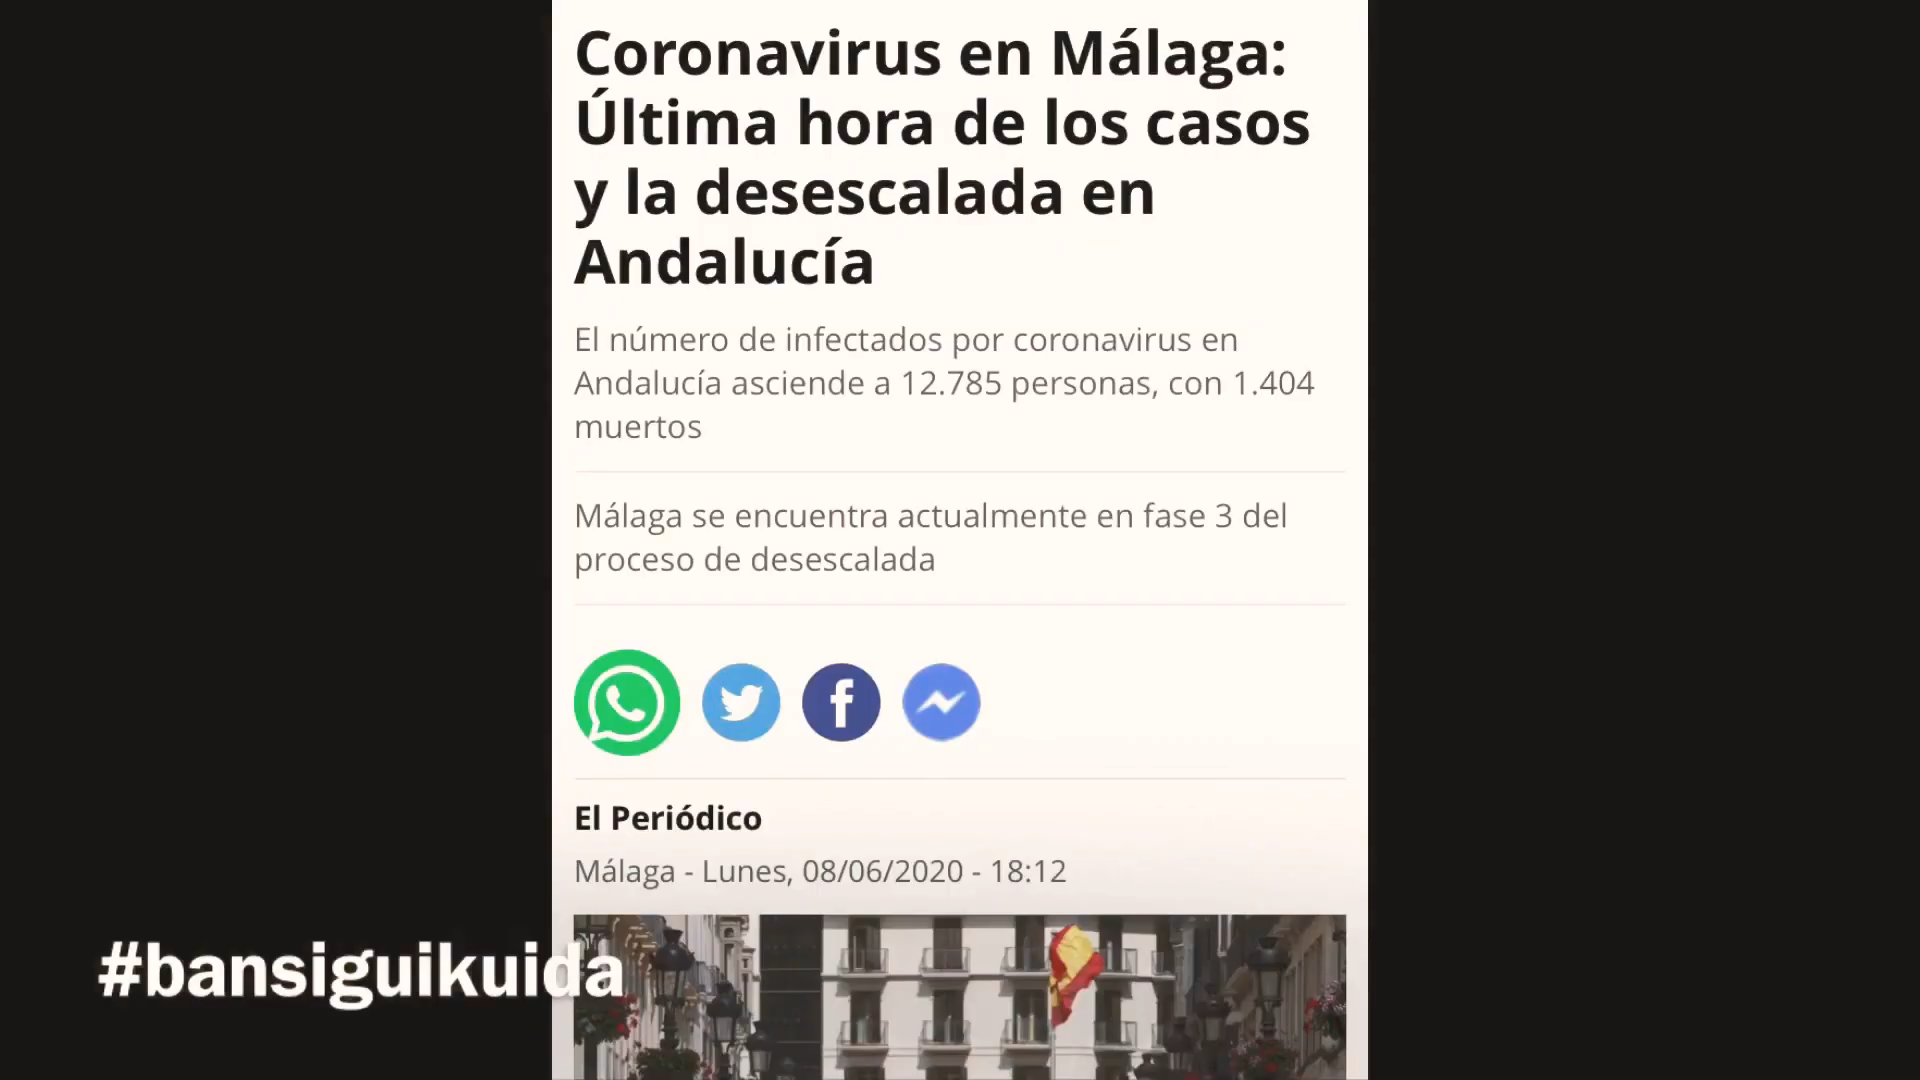 Coronavirus en Málaga:
Última hora de los casos
y la desescalada en
Andalucía
El número de infectados por coronavirus en
Andalucía asciende a 12.785 personas, con 1.404
muertos
Málaga se encuentra actualmente en fase 3 del
proceso de desescalada
El Periódico
Málaga - Lunes, 08/06/2020 - 18:12
#bansiguikuida